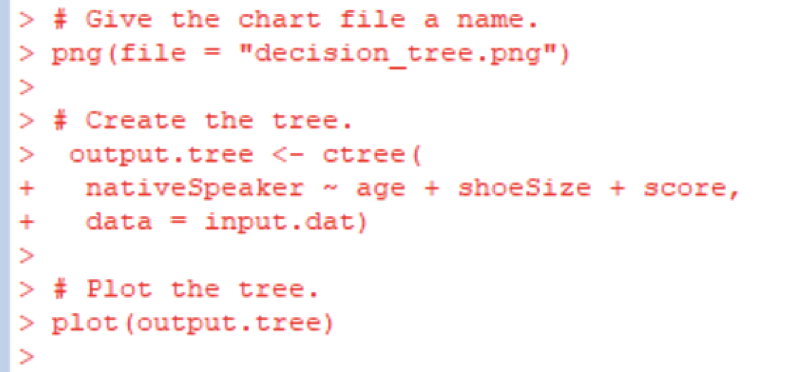 > # Give the chart file a name.
> png(file = "decision_tree.png")
>
> # Create the tree.
>  output.tree <- ctree(
+   nativeSpeaker ~ age + shoeSize + score,
+   data = input.dat)
>
> # Plot the tree.
> plot(output.tree)
>